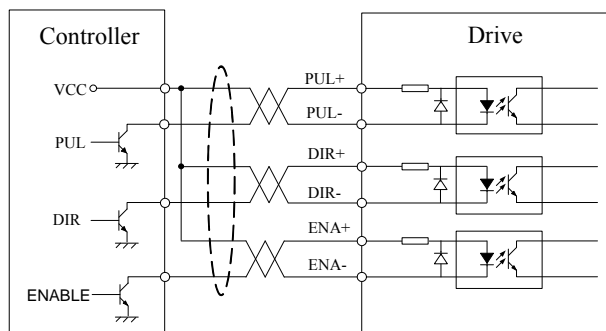 Controller
Drive
VCC
PUL+
PUL-
PUL
DIR+
DIR-
DIR
ENA+
ENA-
ENABLE